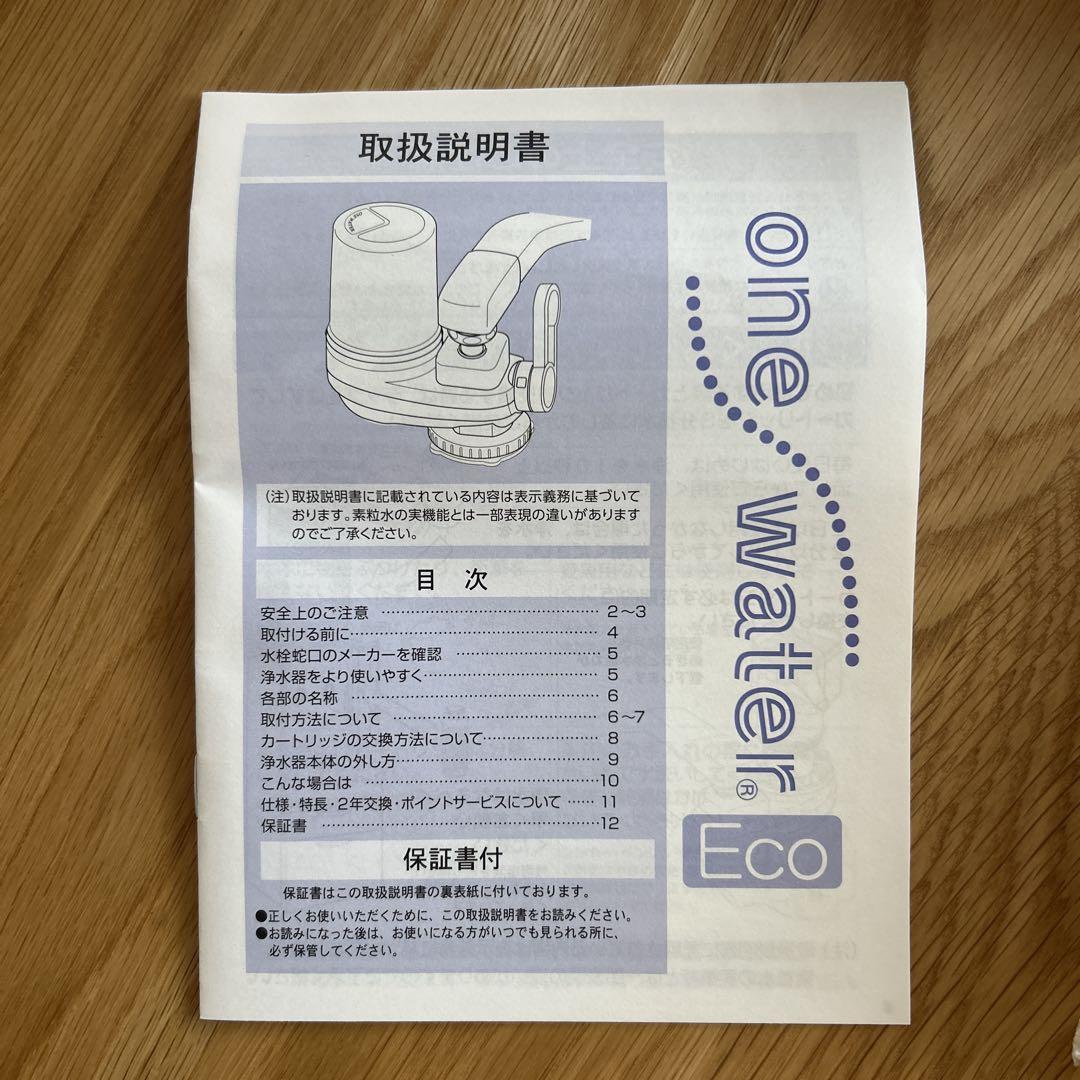 取扱説明書
one water®
Eco
(注)取扱説明書に記載されている内容は表示義務に基づいて
おります。素粒水の実機能とは一部表現の違いがあります
のでご了承ください。
目 次
安全上のご注意 …………………………… 2〜3
取付ける前に…………………………… 4
水栓蛇口のメーカーを確認 ……………… 5
浄水器をより使いやすく………………… 5
各部の名称 …………………………… 6
取付方法について ……………………… 6〜7
カートリッジの交換方法について………… 8
浄水器本体の外し方……………………… 9
こんな場合は ……………………………10
仕様・特長・2年交換・ポイントサービスについて …… 11
保証書 …………………………………12
保証書付
保証書はこの取扱説明書の裏表紙に付いております。
●正しくお使いいただくために、この取扱説明書をお読みください。
●お読みになった後は、お使いになる方がいつでも見られる所に、
必ず保管してください。